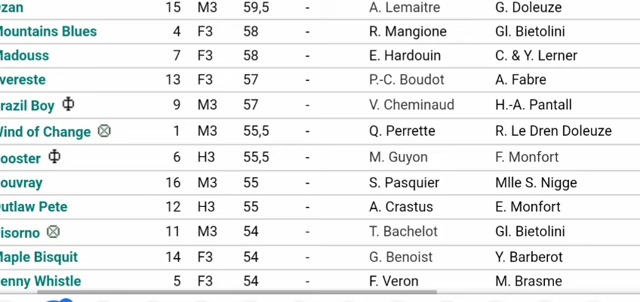 zan 15 M3 59,5 - A. Lemaitre G. Doleuze
ountains Blues 4 F3 58 - R. Mangione Gl. Bietolini
adouss 7 F3 58 - E. Hardouin C. & Y. Lerner
vereste 13 F3 57 - P.-C. Boudot A. Fabre
razil Boy 9 M3 57 - V. Cheminaud H.-A. Pantall
ind of Change 1 M3 55,5 - Q. Perrette R. Le Dren Doleuze
ooster 6 H3 55,5 - M. Guyon F. Monfort
ouvray 16 M3 55 - S. Pasquier Mlle S. Nigge
utlaw Pete 12 H3 55 - A. Crastus E. Monfort
isorno 11 M3 54 - T. Bachelot Gl. Bietolini
aple Bisquit 14 F3 54 - G. Benoist Y. Barberot
enny Whistle 5 F3 54 - F. Veron M. Brasme